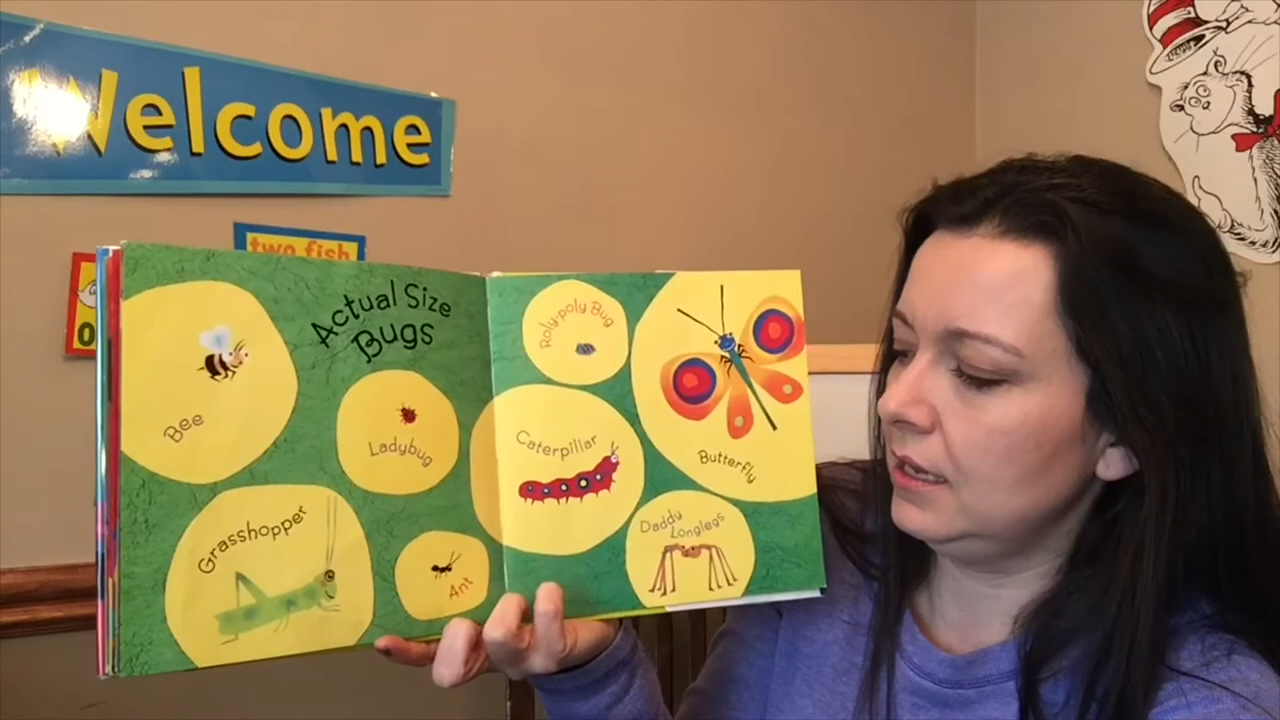 Welcome
two fish
Actual Size
Bugs
Bee
Ladybug
Grasshopper
Ant
Roly-poly Bug
Caterpillar
Butterfly
Daddy
Longlegs